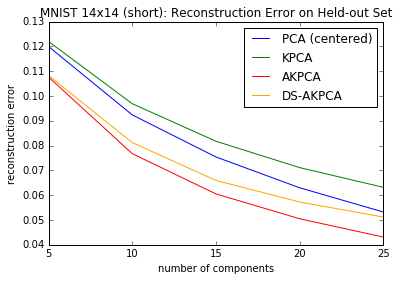 MNIST 14x14 (short): Reconstruction Error on Held-out Set
0.13
0.12
0.11
0.10
0.09
0.08
0.07
0.06
0.05
0.04
reconstruction error
PCA (centered)
KPCA
AKPCA
DS-AKPCA
5 10 15 20 25
number of components